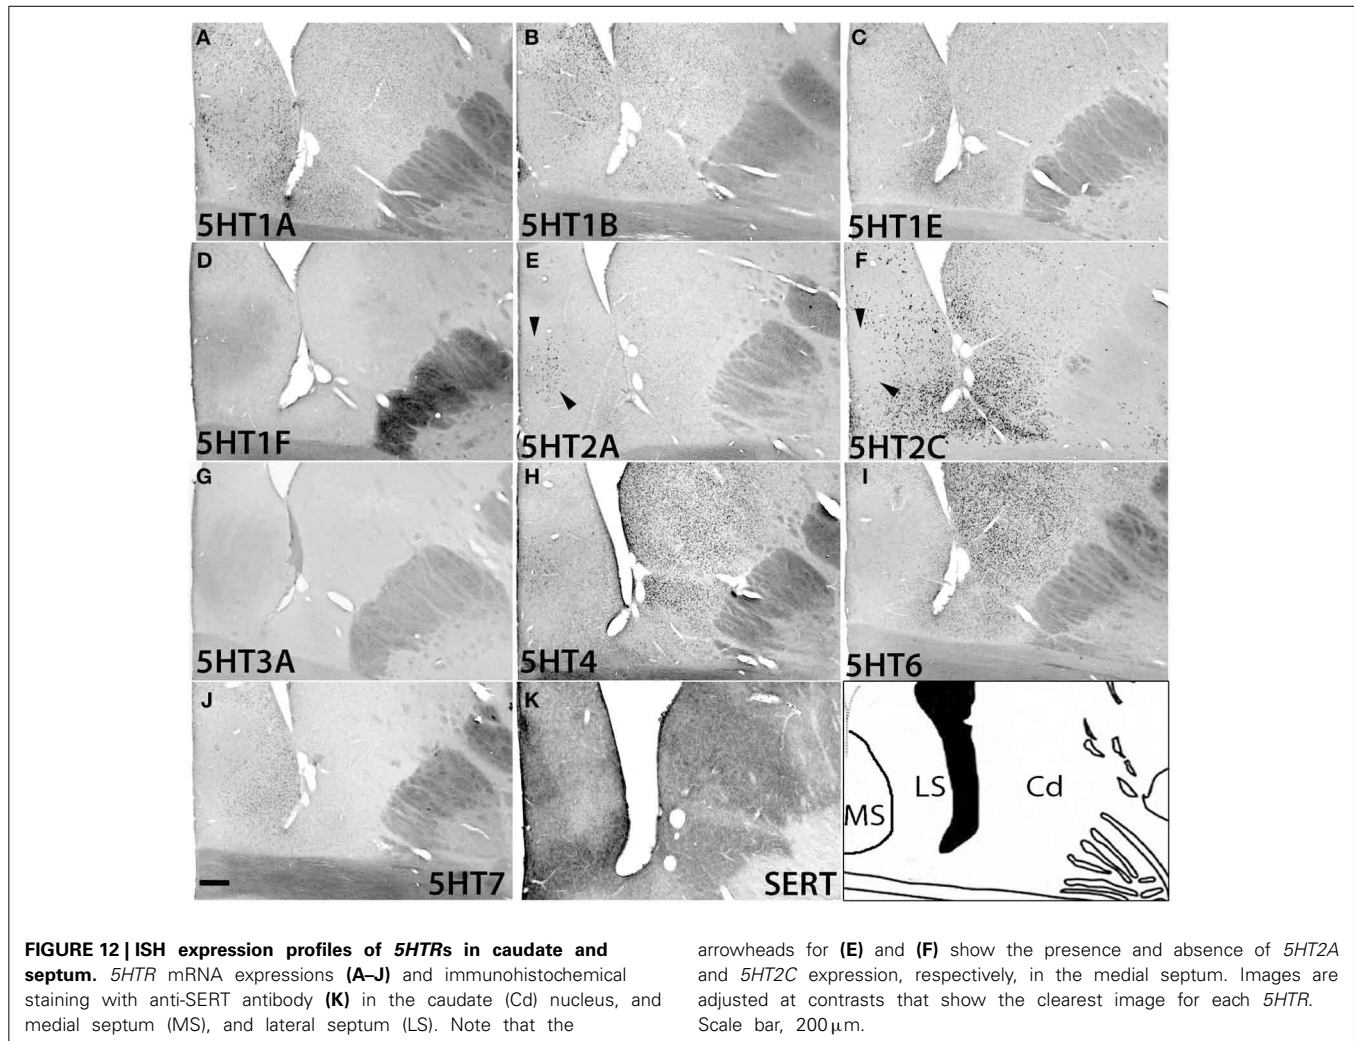 A
B
C
5HT1A
5HT1B
5HT1E
D
E
F
5HT1F
5HT2A
5HT2C
G
H
I
5HT3A
5HT4
5HT6
J
K
5HT7
SERT
MS
LS
Cd
FIGURE 12 | ISH expression profiles of 5HTRs in caudate and
septum. 5HTR mRNA expressions (A–J) and immunohistochemical
staining with anti-SERT antibody (K) in the caudate (Cd) nucleus, and
medial septum (MS), and lateral septum (LS). Note that the
arrowheads for (E) and (F) show the presence and absence of 5HT2A
and 5HT2C expression, respectively, in the medial septum. Images are
adjusted at contrasts that show the clearest image for each 5HTR.
Scale bar, 200 μm.